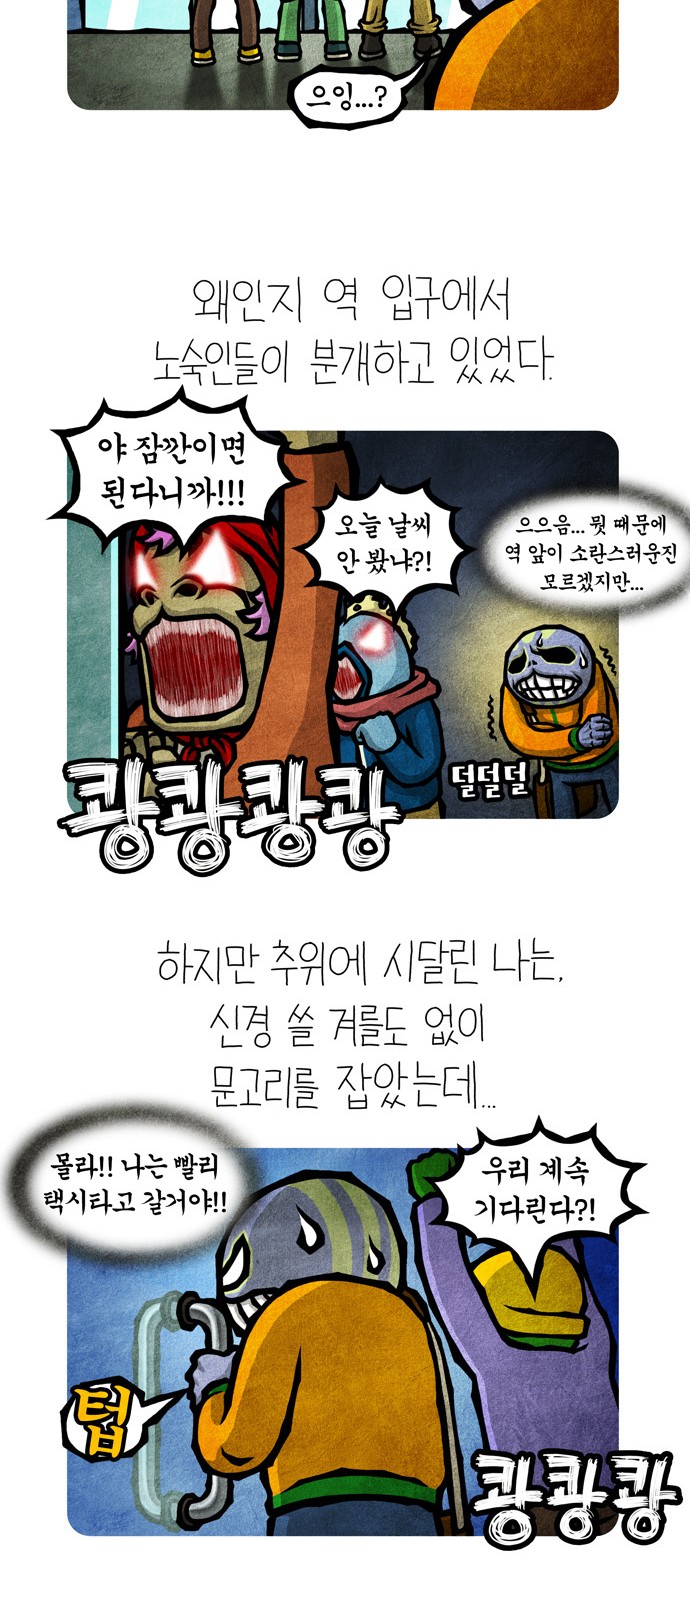 으잉...?
왜인지 역 입구에서
노숙인들이 분개하고 있었다.
야 잠깐이면
된다니까!!!
오늘 날씨
안 봤냐?!
으으음... 뭣 때문에
역 앞이 소란스러운진
모르겠지만...
덜덜덜
쾅쾅쾅쾅
하지만 추위에 시달린 나는,
신경 쓸 겨를도 없이
문고리를 잡았는데...
몰라!! 나는 빨리
택시타고 갈거야!!
우리 계속
기다린다?!
텁
쾅쾅쾅